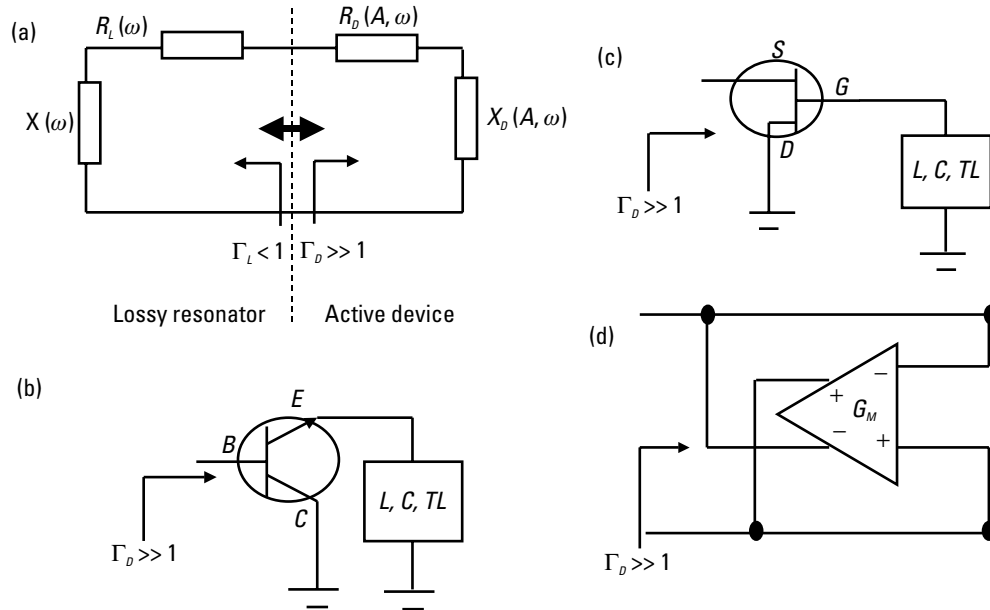 (a)
R_L (ω)
R_D (A, ω)
X (ω)
X_D (A, ω)
Γ_L < 1
Γ_D >> 1
Lossy resonator
Active device
(b)
B
E
C
L, C, TL
Γ_D >> 1
(c)
S
G
D
L, C, TL
Γ_D >> 1
(d)
−
+
G_M
−
+
Γ_D >> 1